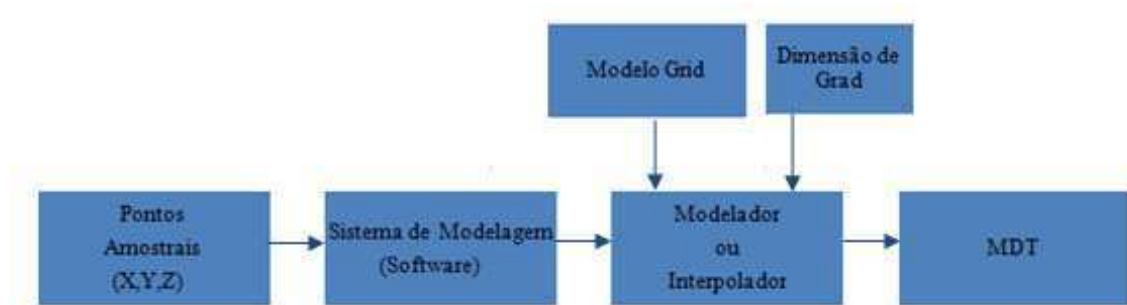 Modelo Grid
Dimensão de
Grad
Pontos
Amostrais
(X,Y,Z)
Sistema de Modelagem
(Software)
Modelador
ou
Interpolador
MDT